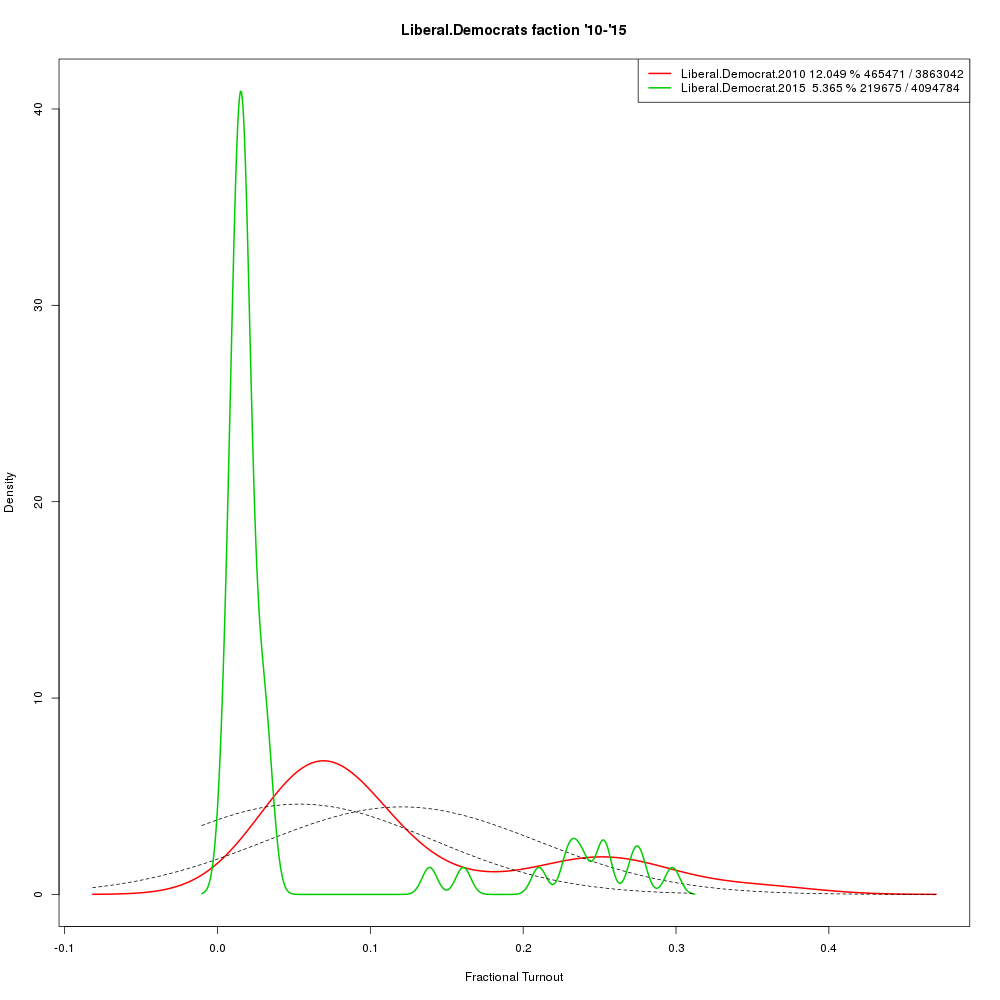 Liberal.Democrats faction '10-'15
Liberal.Democrat.2010 12.049 % 465471 / 3863042
Liberal.Democrat.2015 5.365 % 219675 / 4094784
40
30
20
10
0
Density
-0.1 0.0 0.1 0.2 0.3 0.4
Fractional Turnout